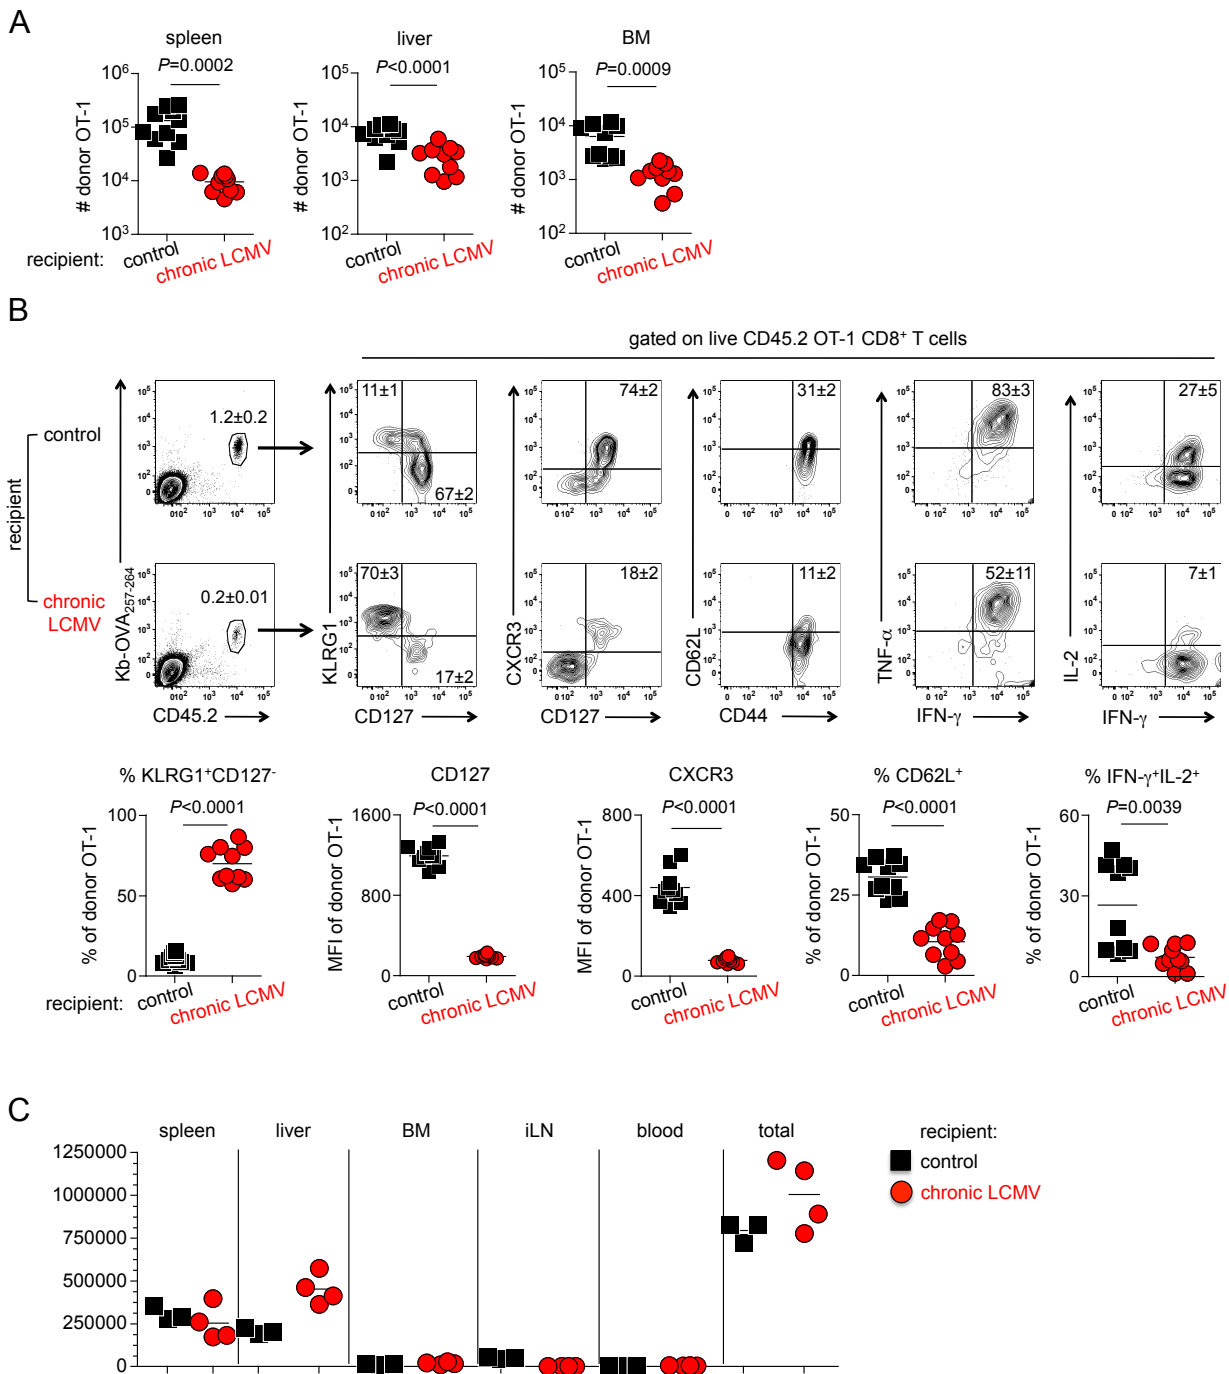 A
spleen
liver
BM
P=0.0002
P<0.0001
P=0.0009
# donor OT-1
10⁶
10⁵
10⁴
10³
# donor OT-1
10⁵
10⁴
10³
10²
# donor OT-1
10⁵
10⁴
10³
10²
recipient:
control
chronic LCMV
control
chronic LCMV
control
chronic LCMV
B
gated on live CD45.2 OT-1 CD8⁺ T cells
recipient
control
chronic
LCMV
1.2±0.2
11±1
67±2
74±2
31±2
83±3
27±5
0.2±0.01
70±3
17±2
18±2
11±2
52±11
7±1
Kb-OVA257-264
CD45.2
KLRG1
CD127
CXCR3
CD127
CD62L
CD44
TNF-α
IFN-γ
IL-2
IFN-γ
% KLRG1⁺CD127⁻
P<0.0001
% of donor OT-1
100
50
0
CD127
P<0.0001
MFI of donor OT-1
1600
800
0
CXCR3
P<0.0001
MFI of donor OT-1
800
400
0
% CD62L⁺
P<0.0001
% of donor OT-1
50
25
0
% IFN-γ⁺IL-2⁺
P=0.0039
% of donor OT-1
60
30
0
recipient:
control
chronic LCMV
control
chronic LCMV
control
chronic LCMV
control
chronic LCMV
control
chronic LCMV
C
spleen
liver
BM
iLN
blood
total
recipient:
control
chronic LCMV
1250000
1000000
750000
500000
250000
0